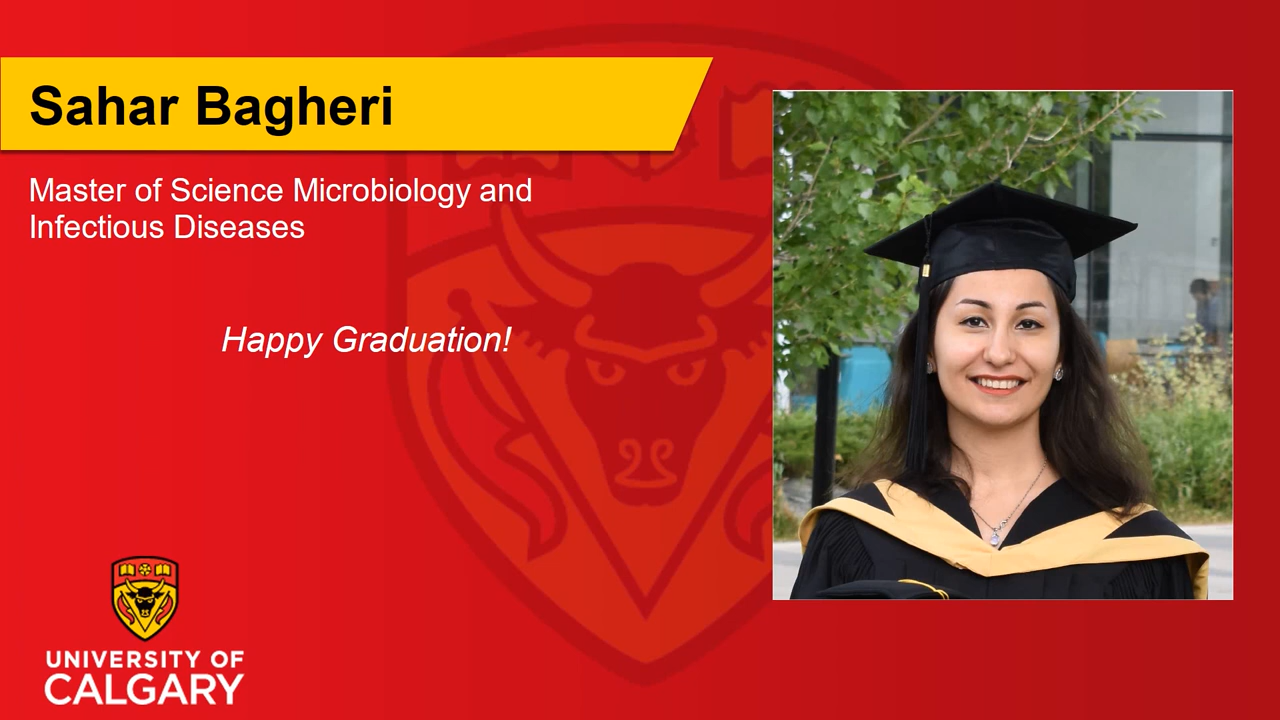 Sahar Bagheri
Master of Science Microbiology and
Infectious Diseases
Happy Graduation!
UNIVERSITY OF
CALGARY